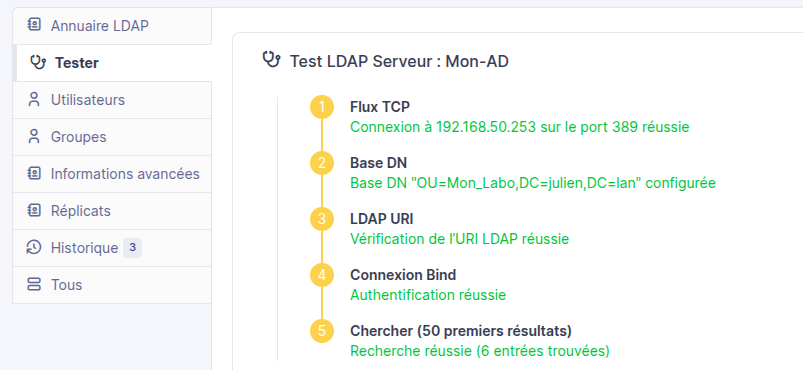 Annuaire LDAP
Tester
Utilisateurs
Groupes
Informations avancées
Réplicats
Historique 3
Tous
Test LDAP Serveur : Mon-AD
1 Flux TCP
Connexion à 192.168.50.253 sur le port 389 réussie
2 Base DN
Base DN "OU=Mon_Labo,DC=julien,DC=lan" configurée
3 LDAP URI
Vérification de l'URI LDAP réussie
4 Connexion Bind
Authentification réussie
5 Chercher (50 premiers résultats)
Recherche réussie (6 entrées trouvées)